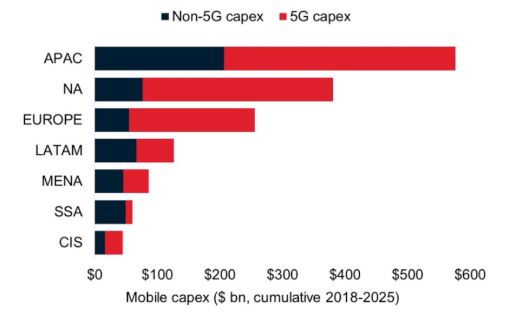 Non-5G capex 5G capex
APAC
NA
EUROPE
LATAM
MENA
SSA
CIS
$0 $100 $200 $300 $400 $500 $600
Mobile capex ($ bn, cumulative 2018-2025)